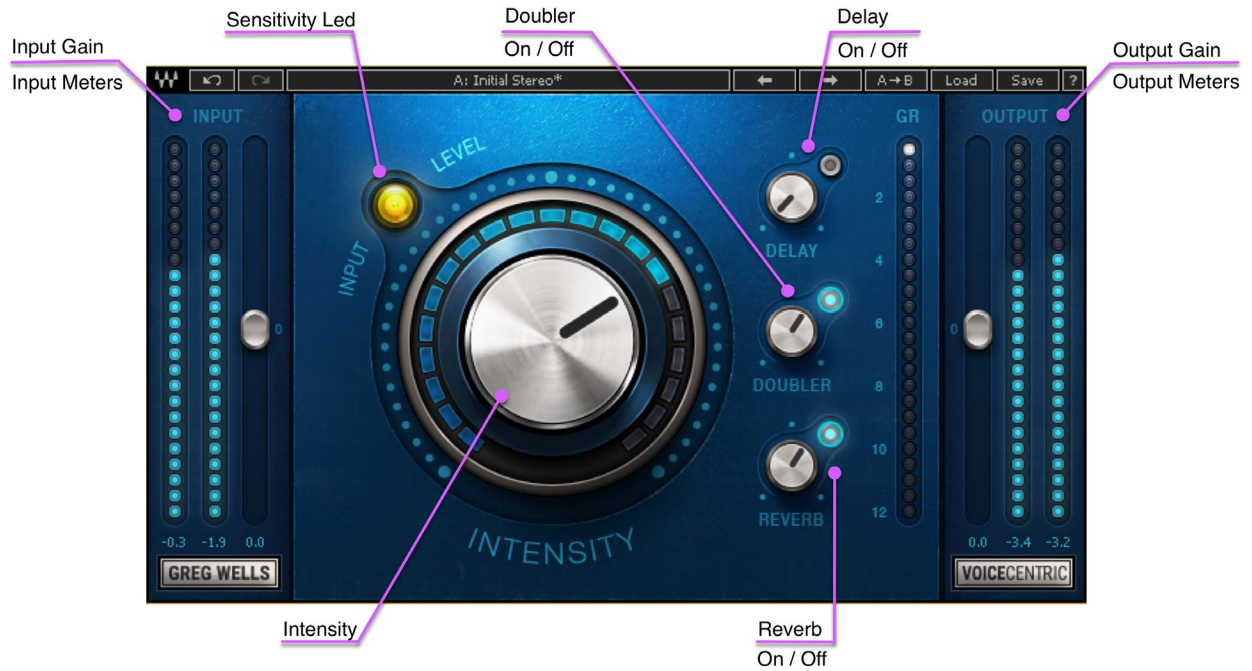 Sensitivity Led
Doubler
On / Off
Delay
On / Off
Input Gain
Input Meters
Output Gain
Output Meters
A: Initial Stereo*
A→B
Load
Save
?
INPUT
INPUT LEVEL
GR
OUTPUT
2
4
6
8
10
12
DELAY
DOUBLER
REVERB
0
0
INTENSITY
-0.3 -1.9 0.0
0.0 -3.4 -3.2
GREG WELLS
VOICECENTRIC
Intensity
Reverb
On / Off